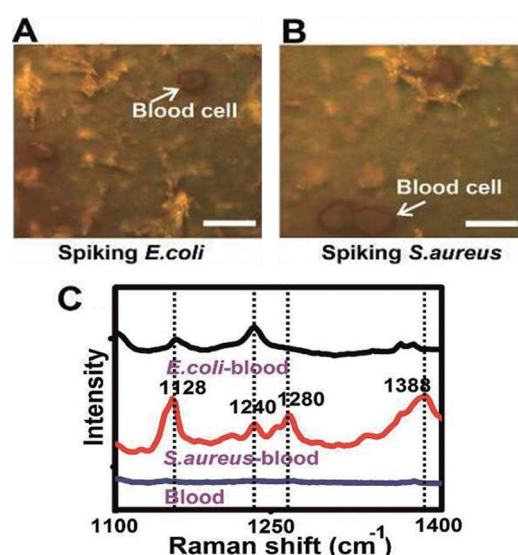 A
B
Blood cell
Blood cell
Spiking E.coli
Spiking S.aureus
C
Intensity
E.coli-blood
1128
1240
1280
1388
S.aureus-blood
Blood
1100
1250
1400
Raman shift (cm⁻¹)